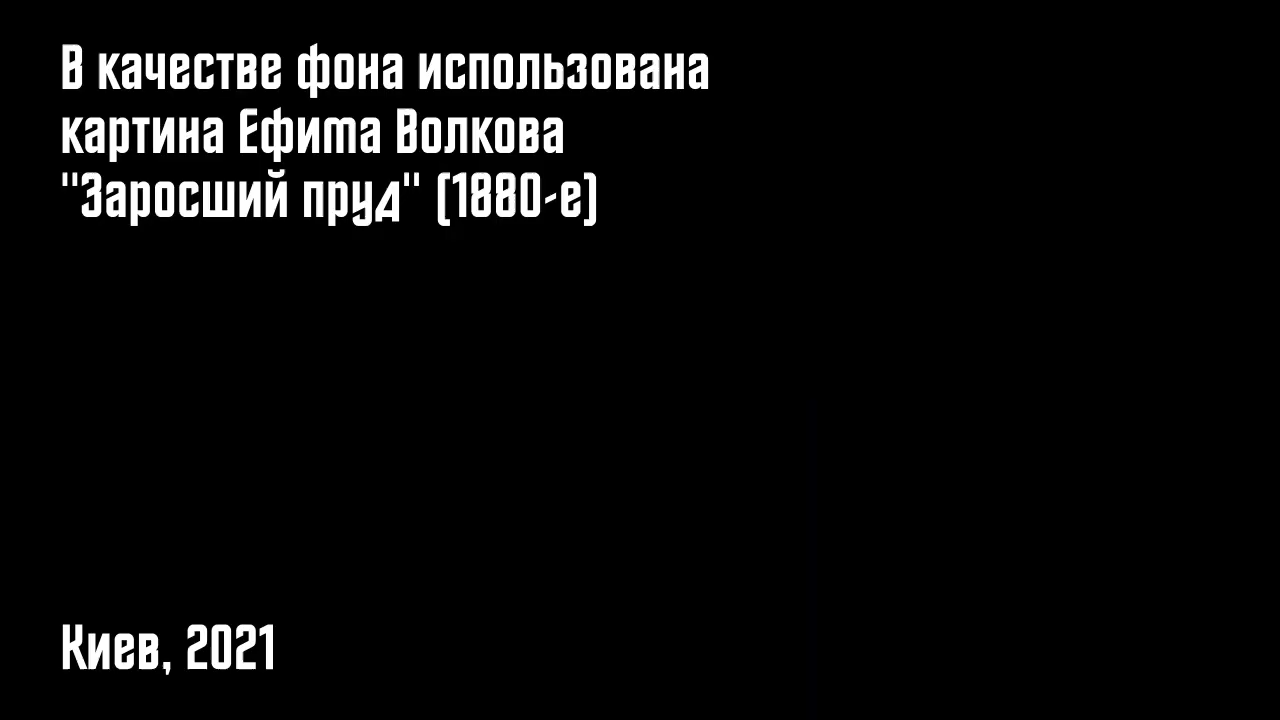 В качестве фона использована
картина Ефима Волкова
"Заросший пруд" (1880-е)
Киев, 2021